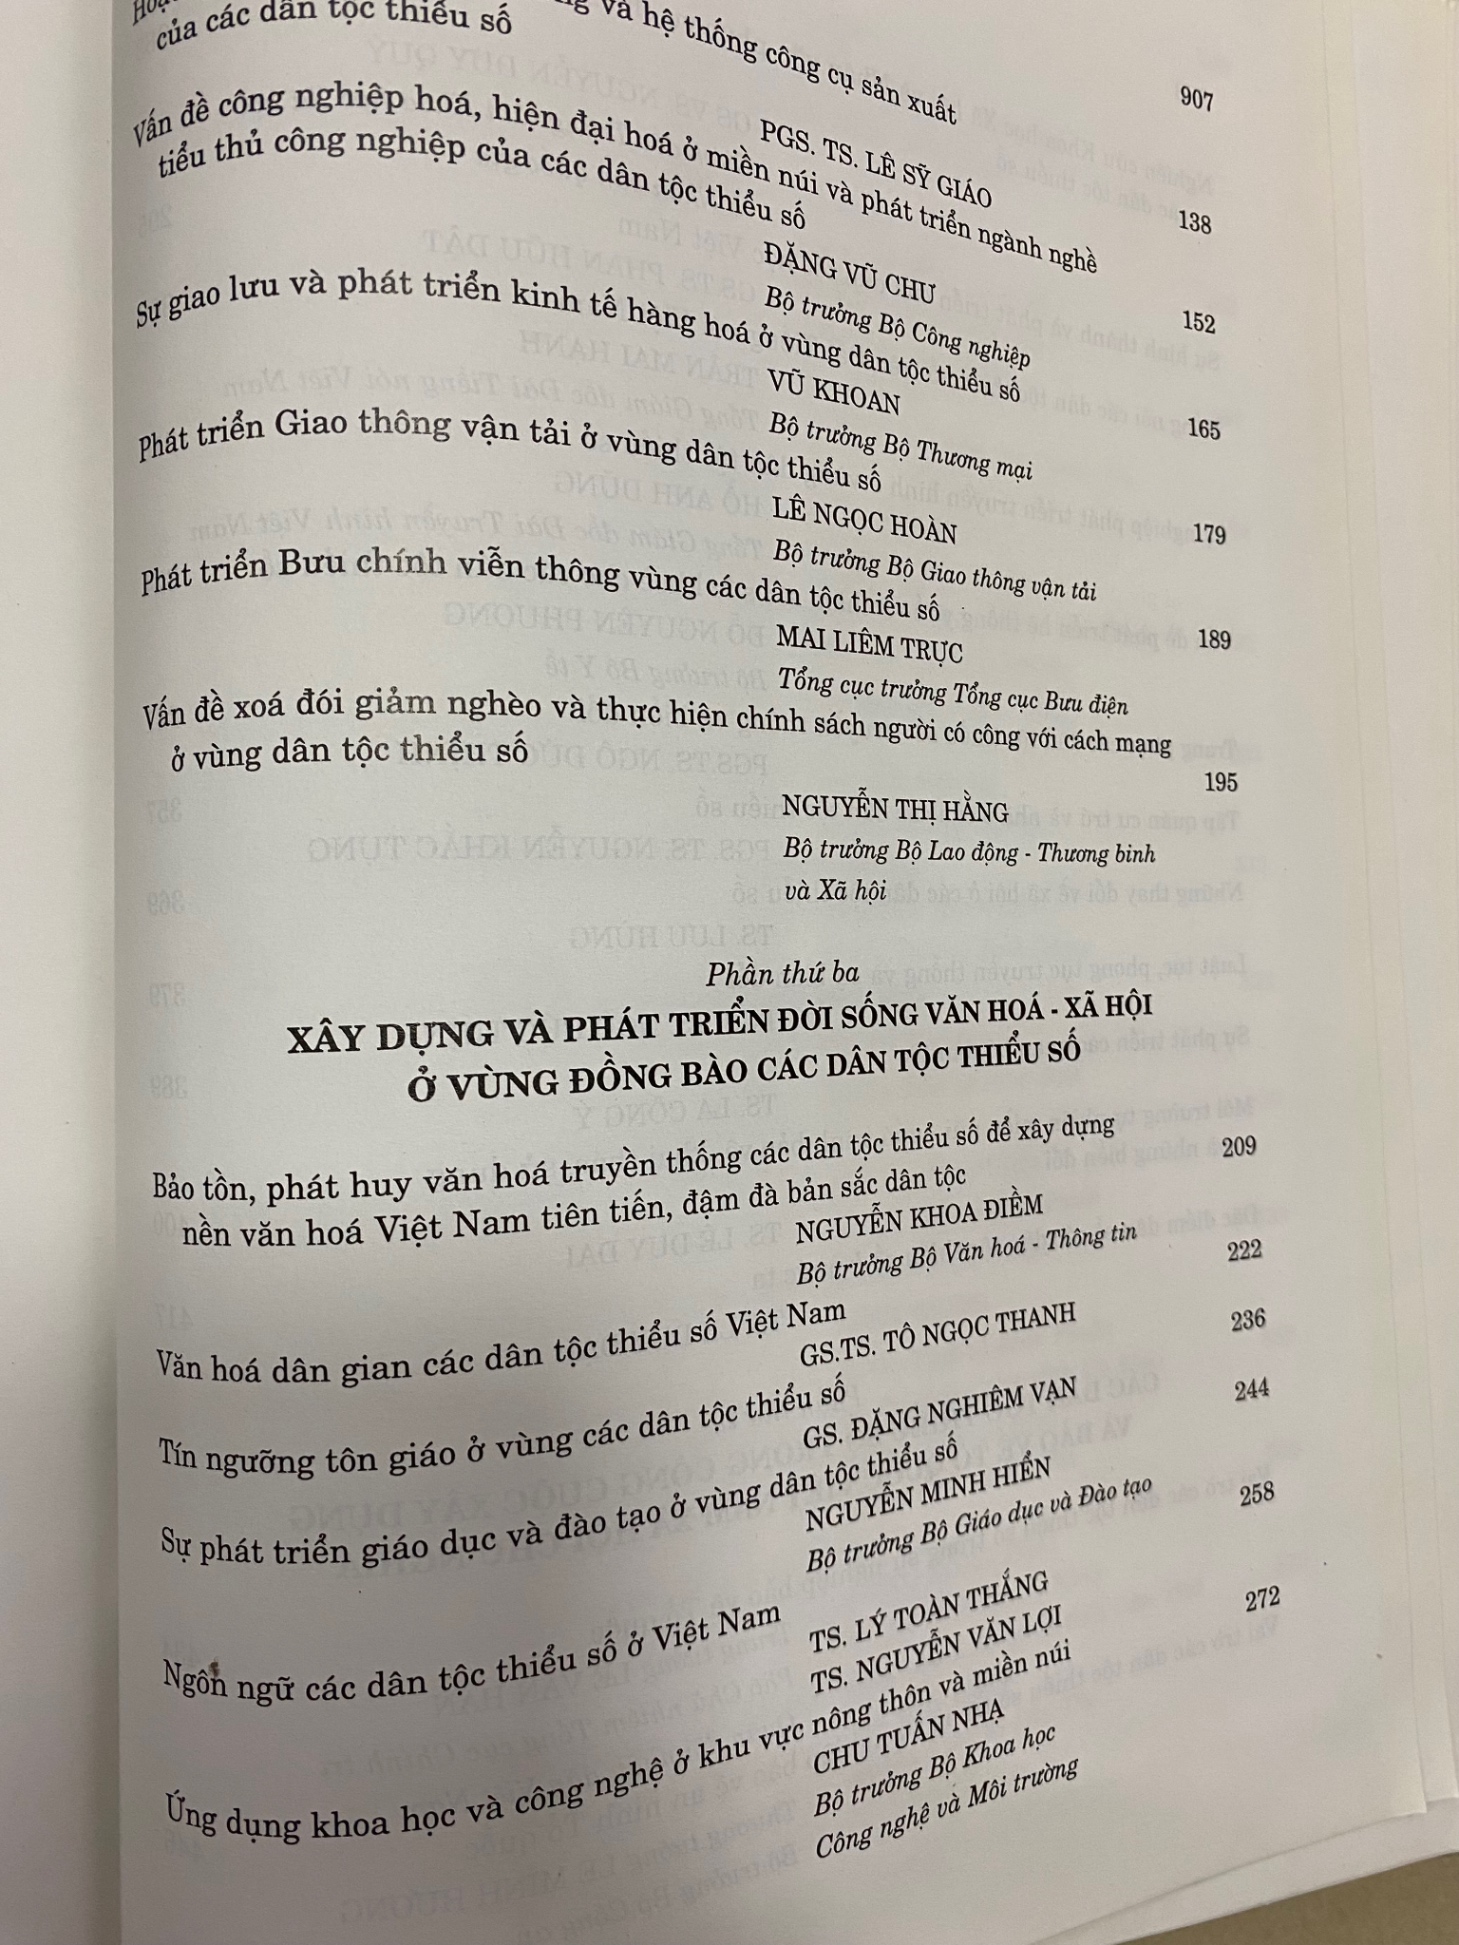 ng và hệ thống công cụ sản xuất
của các dân tộc thiểu số
907
PGS. TS. LÊ SỸ GIÁO
Vấn đề công nghiệp hoá, hiện đại hoá ở miền núi và phát triển ngành nghề
tiểu thủ công nghiệp của các dân tộc thiểu số
138
ĐẶNG VŨ CHƯ
Bộ trưởng Bộ Công nghiệp
Sự giao lưu và phát triển kinh tế hàng hoá ở vùng dân tộc thiểu số
152
VŨ KHOAN
Bộ trưởng Bộ Thương mại
Phát triển Giao thông vận tải ở vùng dân tộc thiểu số
165
LÊ NGỌC HOÀN
Bộ trưởng Bộ Giao thông vận tải
Phát triển Bưu chính viễn thông vùng các dân tộc thiểu số
179
MAI LIÊM TRỰC
Tổng cục trưởng Tổng cục Bưu điện
189
Vấn đề xoá đói giảm nghèo và thực hiện chính sách người có công với cách mạng
ở vùng dân tộc thiểu số
195
NGUYỄN THỊ HẰNG
Bộ trưởng Bộ Lao động - Thương binh
và Xã hội
Phần thứ ba
XÂY DỰNG VÀ PHÁT TRIỂN ĐỜI SỐNG VĂN HOÁ - XÃ HỘI
Ở VÙNG ĐỒNG BÀO CÁC DÂN TỘC THIỂU SỐ
Bảo tồn, phát huy văn hoá truyền thống các dân tộc thiểu số để xây dựng
nền văn hoá Việt Nam tiên tiến, đậm đà bản sắc dân tộc
209
NGUYỄN KHOA ĐIỀM
Bộ trưởng Bộ Văn hoá - Thông tin
Văn hoá dân gian các dân tộc thiểu số Việt Nam
222
GS.TS. TÔ NGỌC THANH
Tín ngưỡng tôn giáo ở vùng các dân tộc thiểu số
236
GS. ĐẶNG NGHIÊM VẠN
Sự phát triển giáo dục và đào tạo ở vùng dân tộc thiểu số
244
NGUYỄN MINH HIỂN
Bộ trưởng Bộ Giáo dục và Đào tạo
Ngôn ngữ các dân tộc thiểu số ở Việt Nam
258
TS. LÝ TOÀN THẮNG
TS. NGUYỄN VĂN LỢI
Ứng dụng khoa học và công nghệ ở khu vực nông thôn và miền núi
272
CHU TUẤN NHẠ
Bộ trưởng Bộ Khoa học
Công nghệ và Môi trường